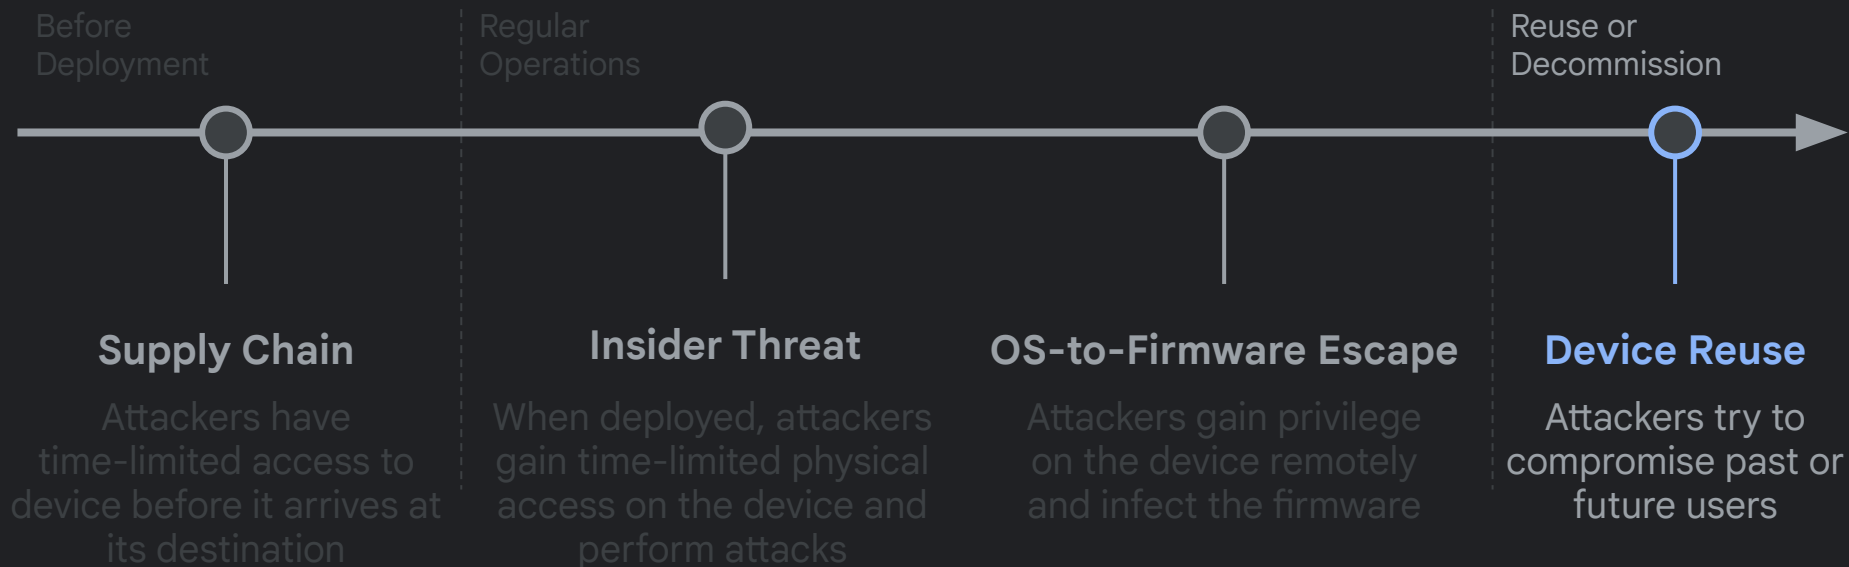 Before
Deployment
Regular
Operations
Reuse or
Decommission
Supply Chain
Attackers have
time-limited access to
device before it arrives at
its destination
Insider Threat
When deployed, attackers
gain time-limited physical
access on the device and
perform attacks
OS-to-Firmware Escape
Attackers gain privilege
on the device remotely
and infect the firmware
Device Reuse
Attackers try to
compromise past or
future users